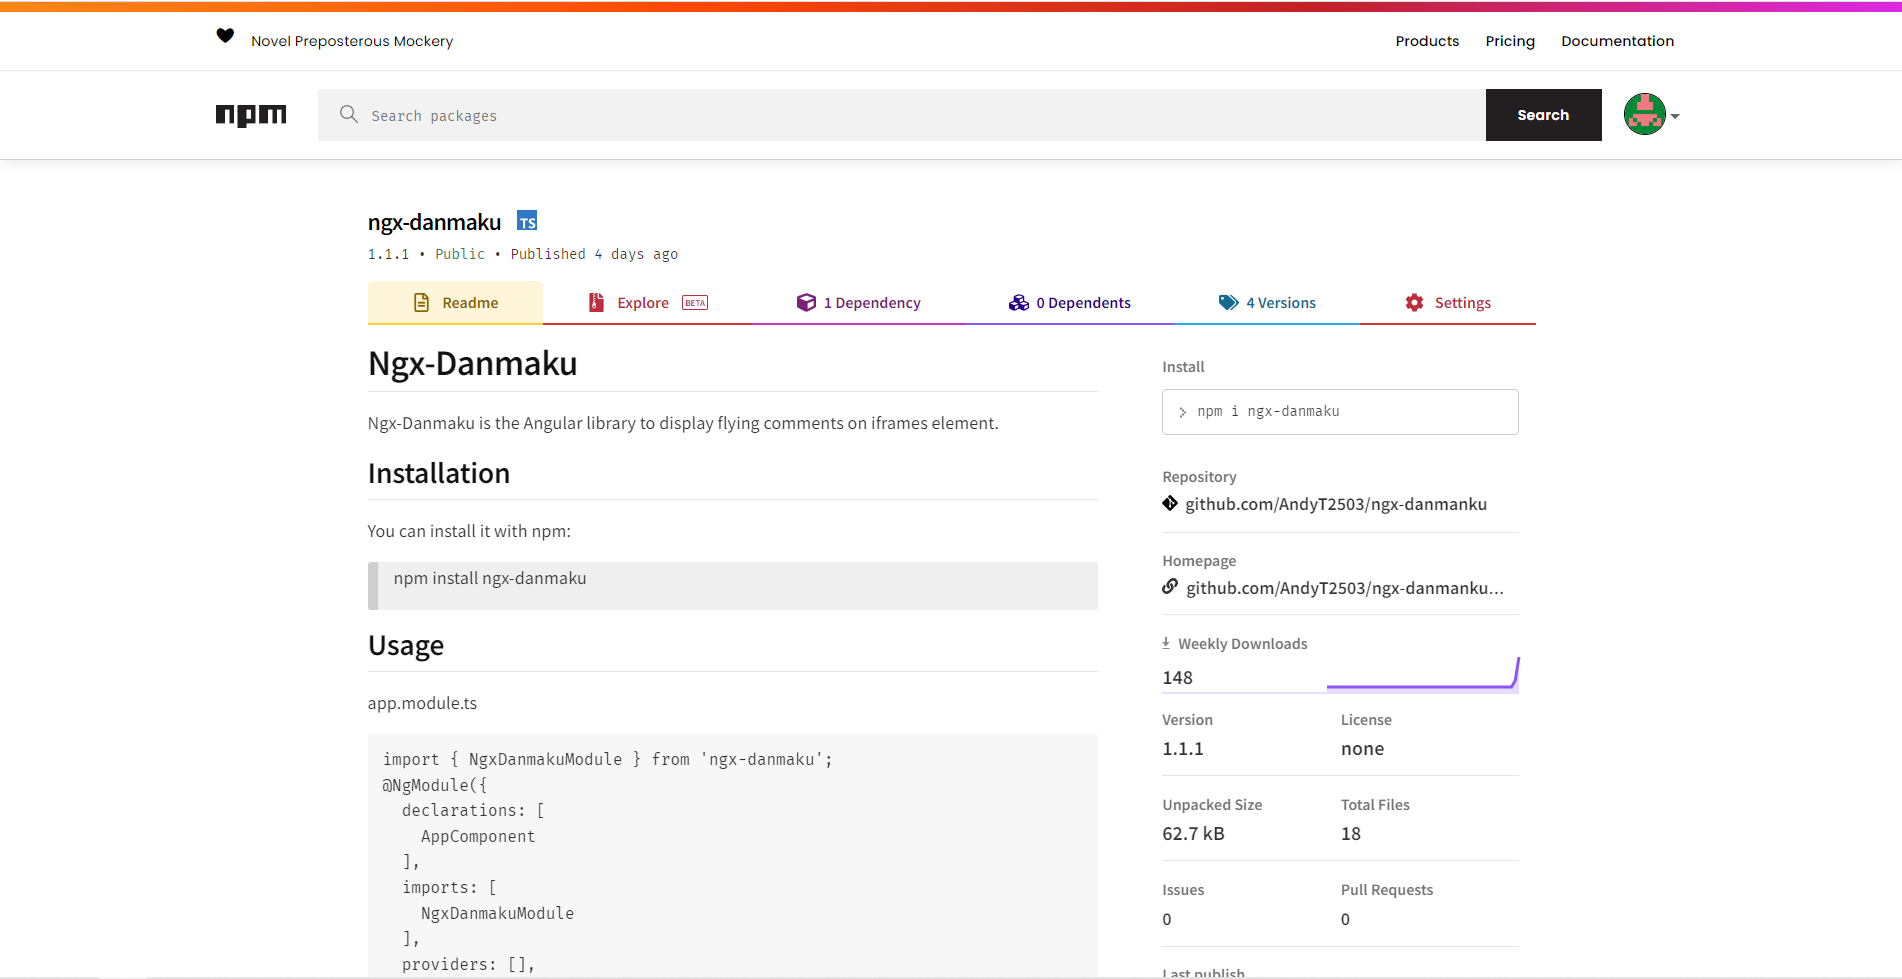 Novel Preposterous Mockery
Products Pricing Documentation
npm
Search packages
Search
ngx-danmaku TS
1.1.1 • Public • Published 4 days ago
Readme
Explore BETA
1 Dependency
0 Dependents
4 Versions
Settings
Ngx-Danmaku
Ngx-Danmaku is the Angular library to display flying comments on iframes element.
Installation
You can install it with npm:
npm install ngx-danmaku
Usage
app.module.ts
import { NgxDanmakuModule } from 'ngx-danmaku';
@NgModule({
declarations: [
AppComponent
],
imports: [
NgxDanmakuModule
],
providers: [],
Install
> npm i ngx-danmaku
Repository
github.com/AndyT2503/ngx-danmanku
Homepage
github.com/AndyT2503/ngx-danmanku...
Weekly Downloads
148
Version License
1.1.1 none
Unpacked Size Total Files
62.7 kB 18
Issues Pull Requests
0 0
Last publish